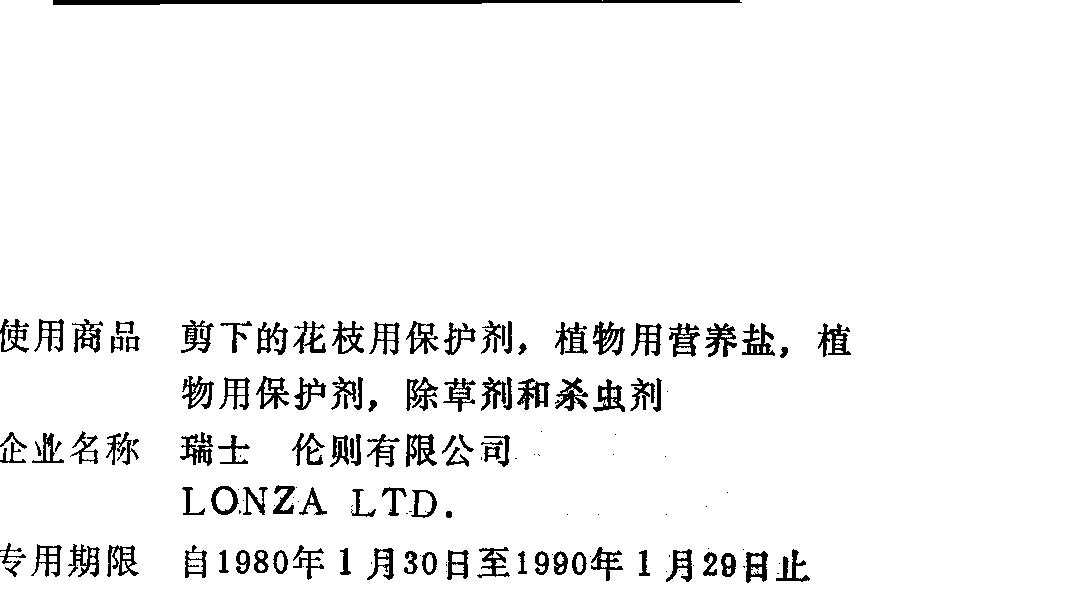 使用商品 剪下的花枝用保护剂，植物用营养盐，植
物用保护剂，除草剂和杀虫剂
企业名称 瑞士 伦则有限公司
LONZA LTD.
专用期限 自1980年1月30日至1990年1月29日止